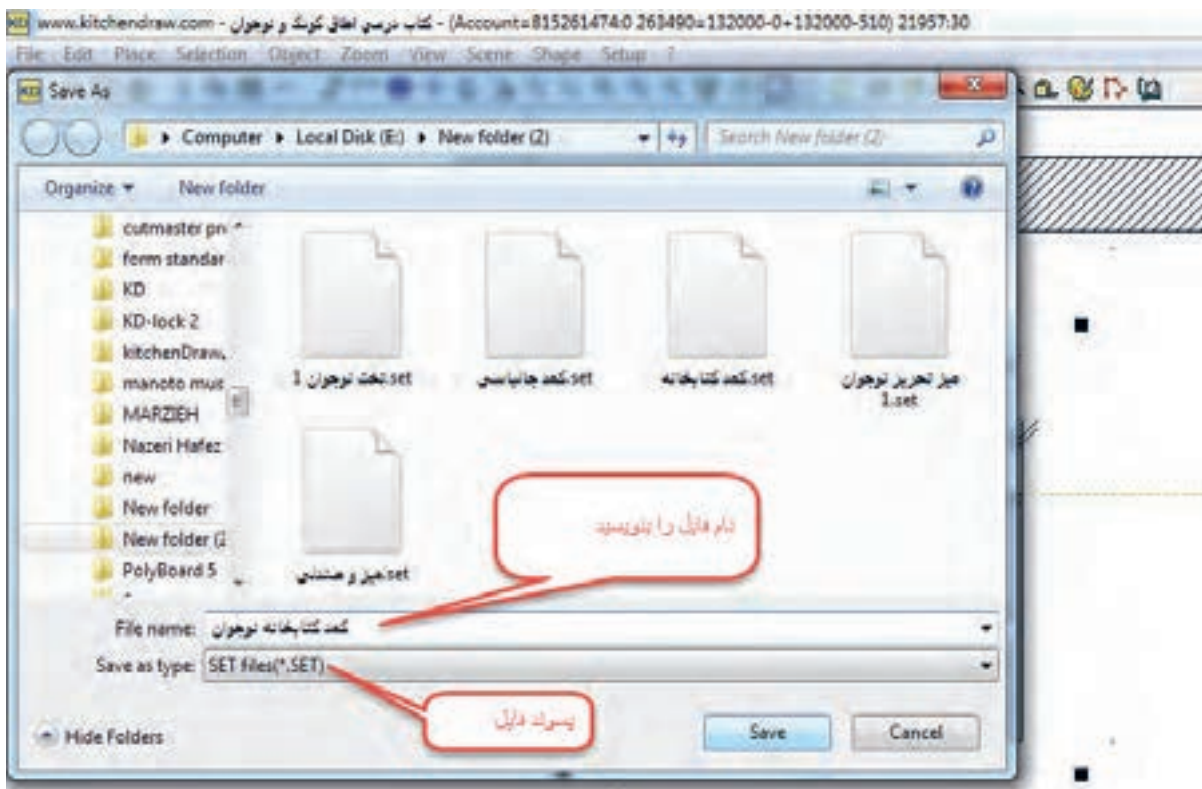 www.kitchendraw.com - کتاب درسی اطاق کودک و نوجوان - (Account=815261474:0 263490=132000-0+132000-510) 21957:30
File Edit Place Selection Object Zoom View Scene Shape Setup ?
Save As
Computer Local Disk (E:) New folder (2)
Search New folder (2)
Organize New folder
cutmaster pr
form standar
KD
KD-lock 2
kitchenDraw.
manoto mus
MARZIEH
Nazeri Hafez
new
New folder
New folder (2
PolyBoard 5
تخت نوجوان 1.set
کمد جالباسی.set
کمد کتابخانه.set
میز تحریر نوجوان
1.set
میز و صندلی.set
نام فایل را بنویسید
File name: کمد کتابخانه نوجوان
Save as type: SET files(*.SET)
پسوند فایل
Hide Folders
Save
Cancel